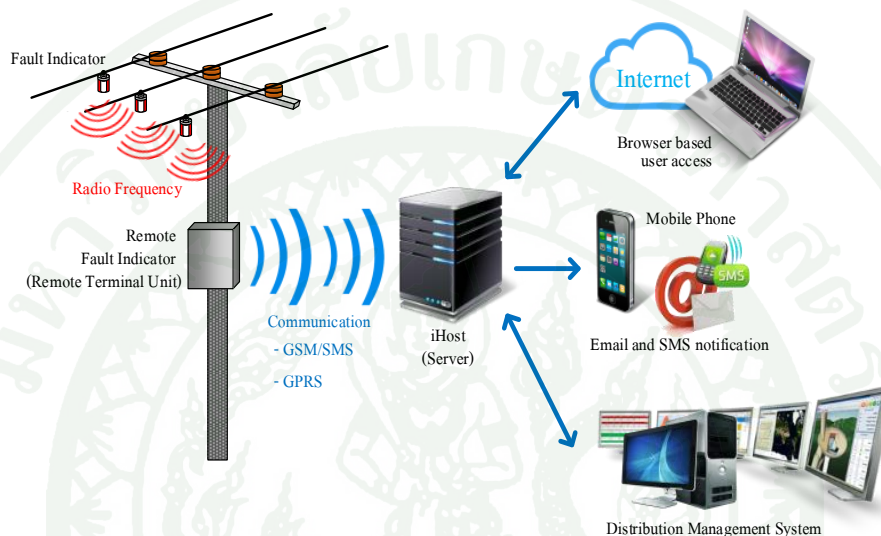 Fault Indicator
Radio Frequency
Remote
Fault Indicator
(Remote Terminal Unit)
Communication
- GSM/SMS
- GPRS
iHost
(Server)
Internet
Browser based
user access
Mobile Phone
SMS
Email and SMS notification
Distribution Management System